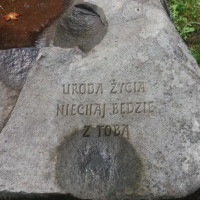 URODA ŻYCIA
NIECHAJ BĘDZIE
Z TOBĄ